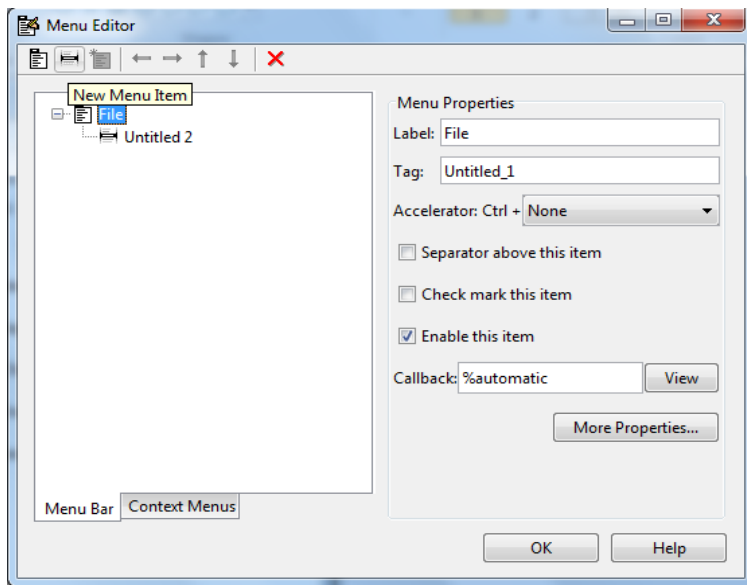 Menu Editor
New Menu Item
File
Untitled 2
Menu Bar
Context Menus
Menu Properties
Label: File
Tag: Untitled_1
Accelerator: Ctrl + None
Separator above this item
Check mark this item
Enable this item
Callback: %automatic View
More Properties...
OK Help